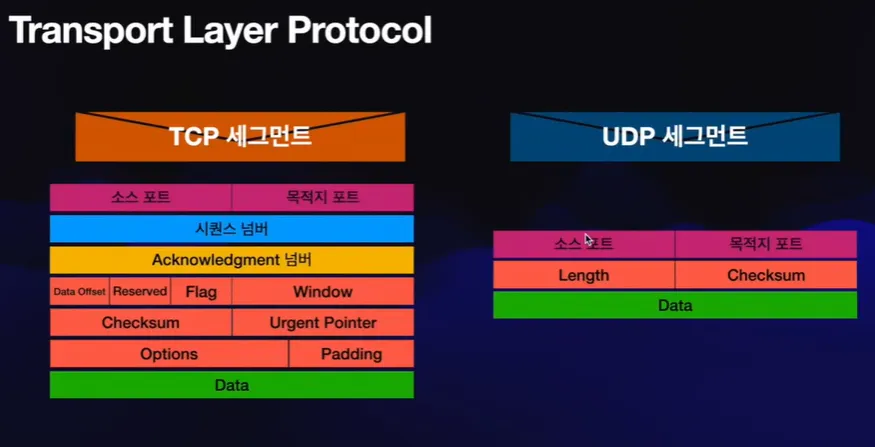 Transport Layer Protocol
TCP 세그먼트
소스 포트 목적지 포트
시퀀스 넘버
Acknowledgment 넘버
Data Offset Reserved Flag Window
Checksum Urgent Pointer
Options Padding
Data
UDP 세그먼트
소스 포트 목적지 포트
Length Checksum
Data